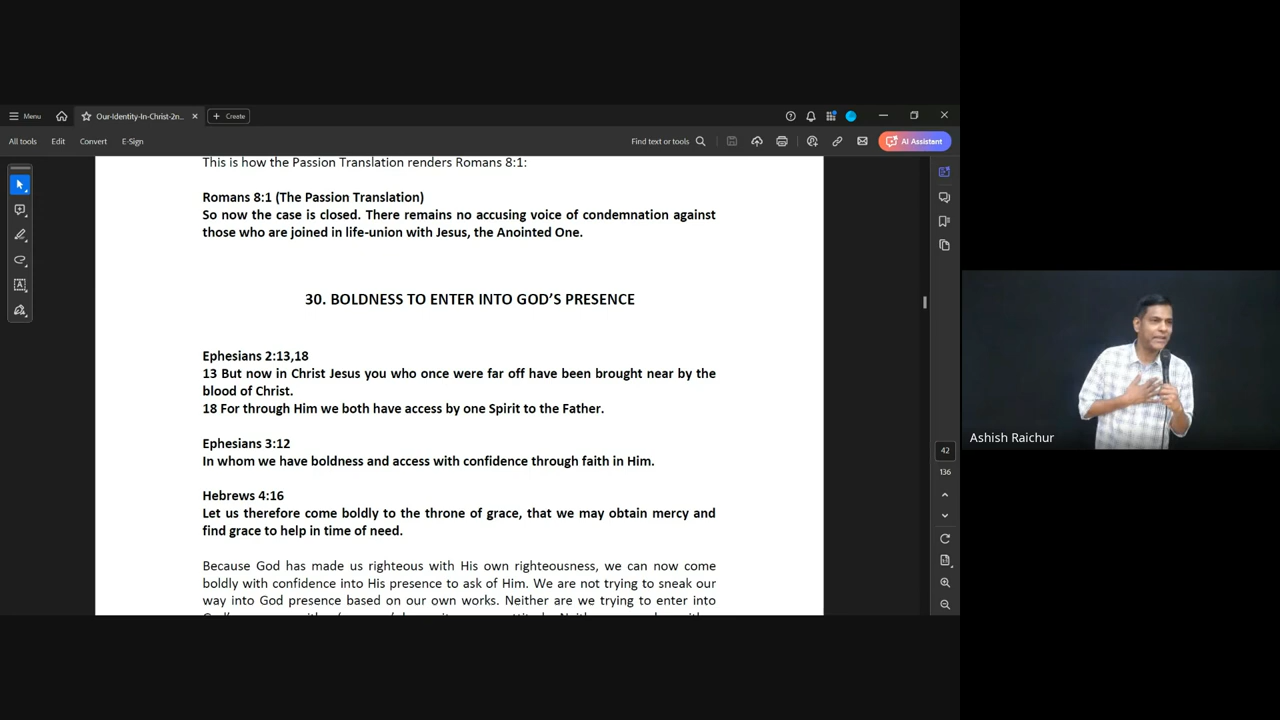 Menu
Our-Identity-In-Christ-2n...
Create
All tools
Edit
Convert
E-Sign
Find text or tools
AI Assistant
This is how the Passion Translation renders Romans 8:1:
Romans 8:1 (The Passion Translation)
So now the case is closed. There remains no accusing voice of condemnation against
those who are joined in life-union with Jesus, the Anointed One.
30. BOLDNESS TO ENTER INTO GOD'S PRESENCE
Ephesians 2:13,18
13 But now in Christ Jesus you who once were far off have been brought near by the
blood of Christ.
18 For through Him we both have access by one Spirit to the Father.
Ephesians 3:12
In whom we have boldness and access with confidence through faith in Him.
Hebrews 4:16
Let us therefore come boldly to the throne of grace, that we may obtain mercy and
find grace to help in time of need.
Because God has made us righteous with His own righteousness, we can now come
boldly with confidence into His presence to ask of Him. We are not trying to sneak our
way into God presence based on our own works. Neither are we trying to enter into
42
136
Ashish Raichur